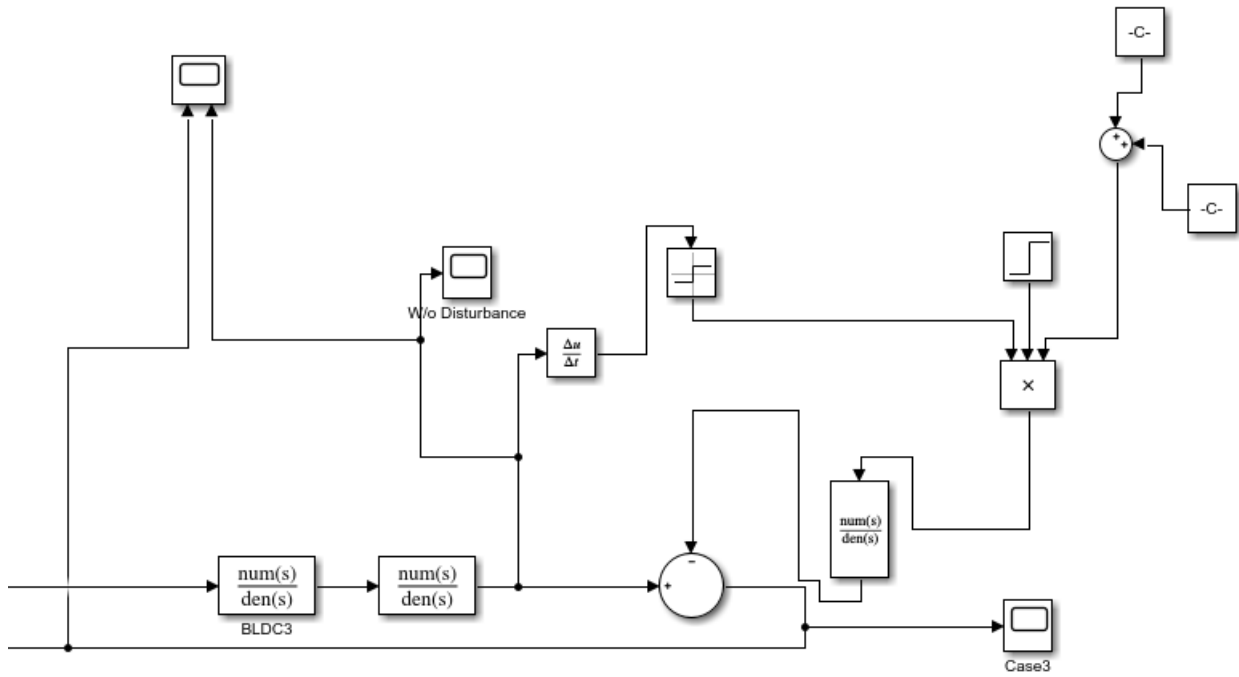 -C-
+
+
-C-
W/o Disturbance
Δu
Δt
×
num(s)
den(s)
-
+
num(s)
den(s)
num(s)
den(s)
BLDC3
Case3